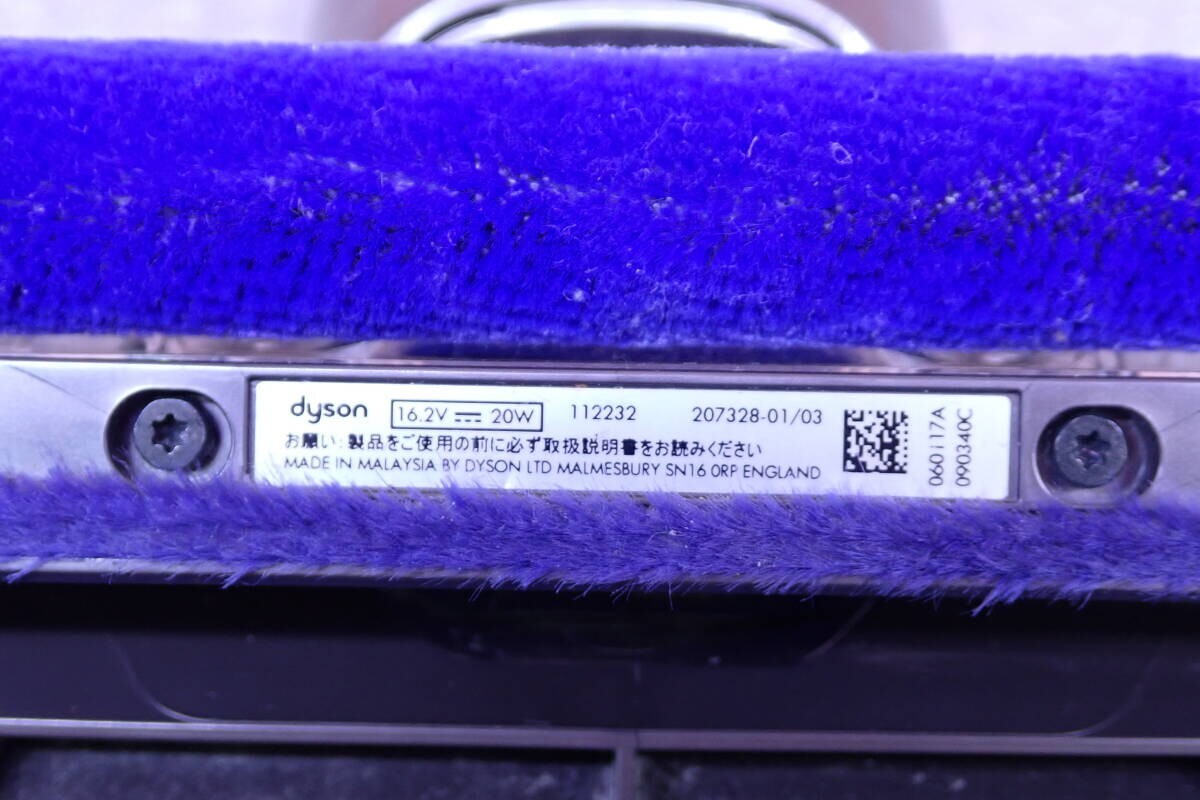 dyson 16.2V ⎓ 20W 112232 207328-01/03
お願い:製品をご使用の前に必ず取扱説明書をお読みください
MADE IN MALAYSIA BY DYSON LTD MALMESBURY SN16 0RP ENGLAND
060117A
090340C